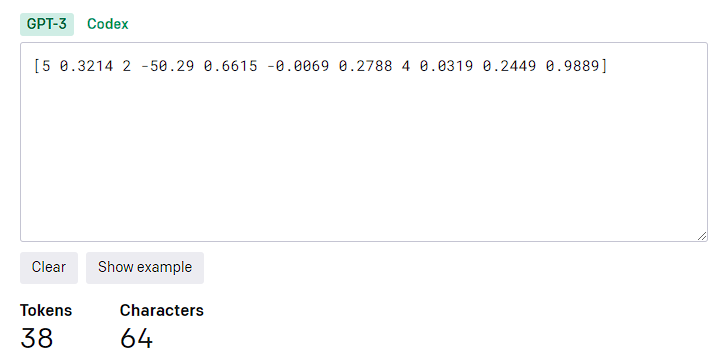 GPT-3 Codex
[5 0.3214 2 -50.29 0.6615 -0.0069 0.2788 4 0.0319 0.2449 0.9889]
Clear Show example
Tokens Characters
38 64